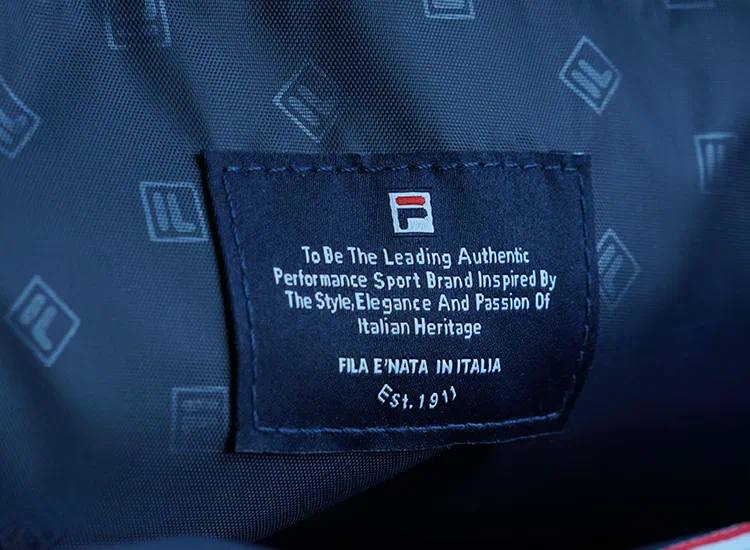 To Be The Leading Authentic
Performance Sport Brand Inspired By
The Style,Elegance And Passion Of
Italian Heritage
FILA E'NATA IN ITALIA
Est.1911